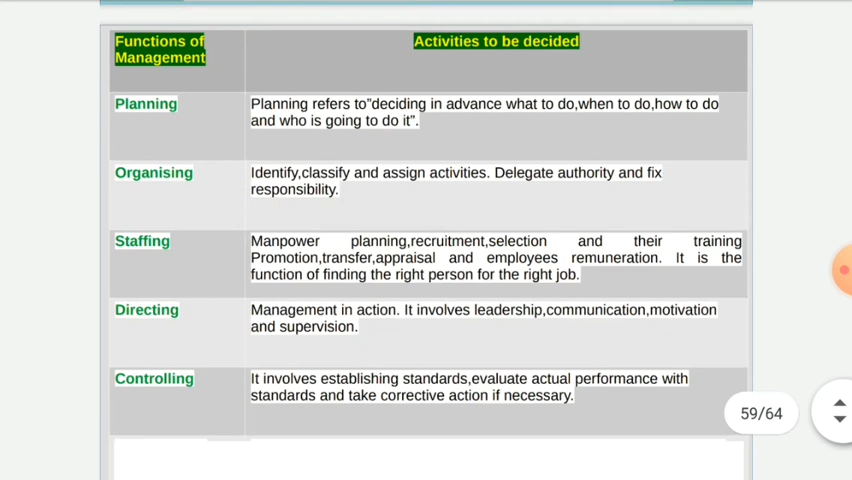 Functions of
Management
Activities to be decided
Planning
Planning refers to"deciding in advance what to do,when to do,how to do
and who is going to do it".
Organising
Identify,classify and assign activities. Delegate authority and fix
responsibility.
Staffing
Manpower planning,recruitment,selection and their training
Promotion,transfer,appraisal and employees remuneration. It is the
function of finding the right person for the right job.
Directing
Management in action. It involves leadership,communication,motivation
and supervision.
Controlling
It involves establishing standards,evaluate actual performance with
standards and take corrective action if necessary.
59/64